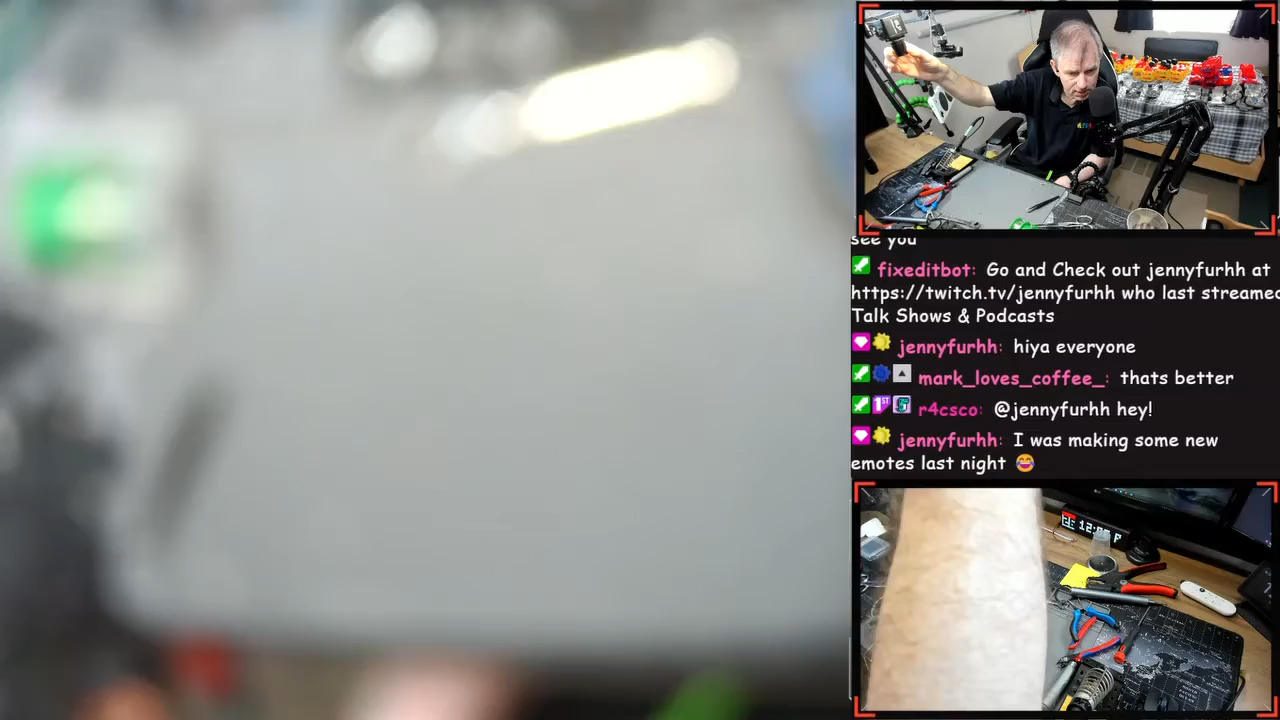 see you
fixeditbot: Go and Check out jennyfurhh at
https://twitch.tv/jennyfurhh who last streamed
Talk Shows & Podcasts
jennyfurhh: hiya everyone
mark_loves_coffee_: thats better
1ST r4csco: @jennyfurhh hey!
jennyfurhh: I was making some new
emotes last night 😂